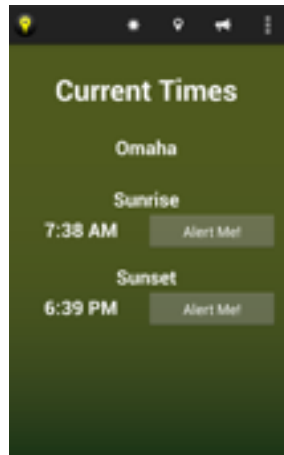 Current Times
Omaha
Sunrise
7:38 AM Alert Me!
Sunset
6:39 PM Alert Me!